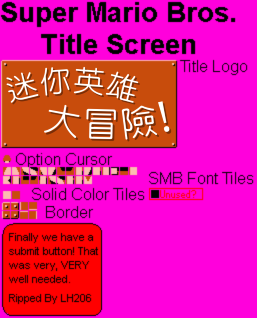 Super Mario Bros.
Title Screen
Title Logo
迷你英雄
大冒險!
Option Cursor
SMB Font Tiles
Solid Color Tiles
Unused?
Border
Finally we have a
submit button! That
was very, VERY
well needed.
Ripped By LH206